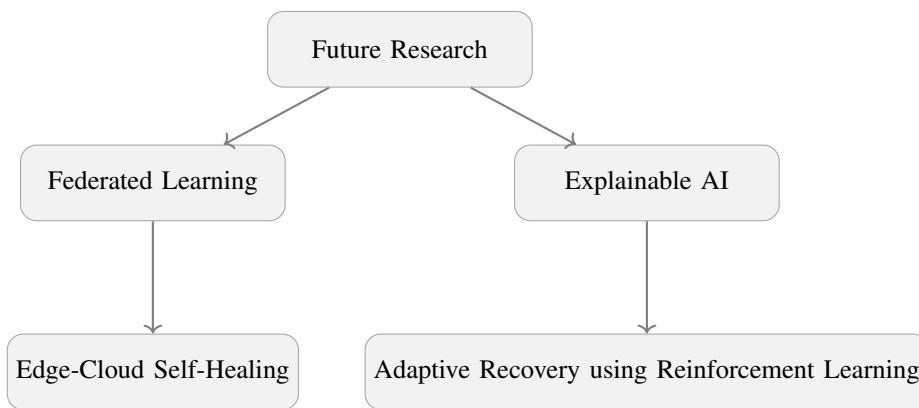 Future Research
Federated Learning
Explainable AI
Edge-Cloud Self-Healing
Adaptive Recovery using Reinforcement Learning